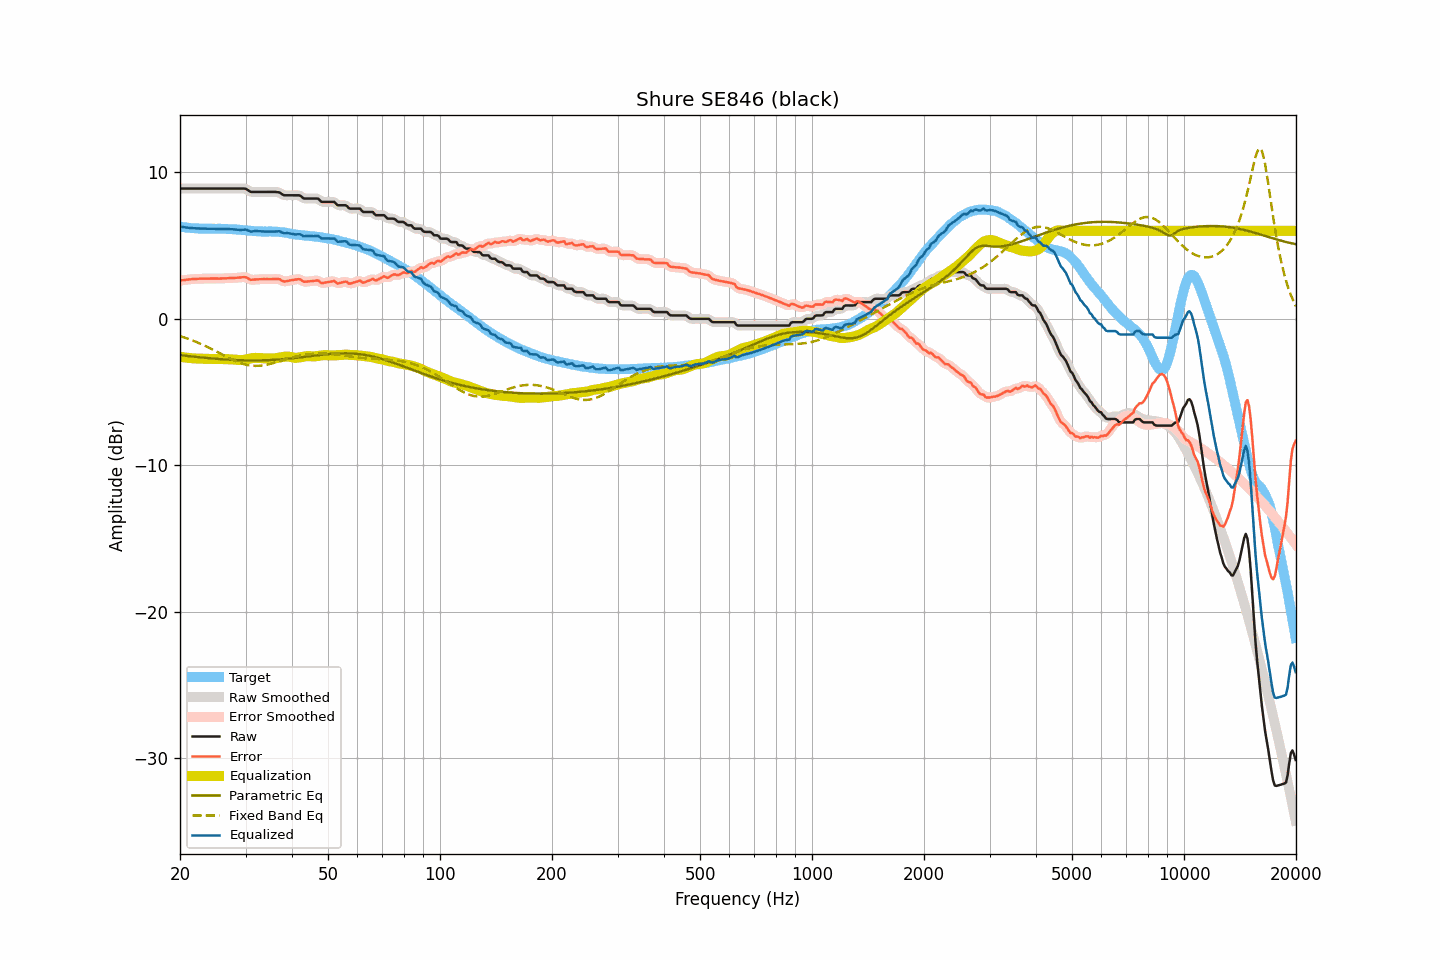 Shure SE846 (black)
Amplitude (dBr)
10
0
−10
−20
−30
Target
Raw Smoothed
Error Smoothed
Raw
Error
Equalization
Parametric Eq
Fixed Band Eq
Equalized
20 50 100 200 500 1000 2000 5000 10000 20000
Frequency (Hz)